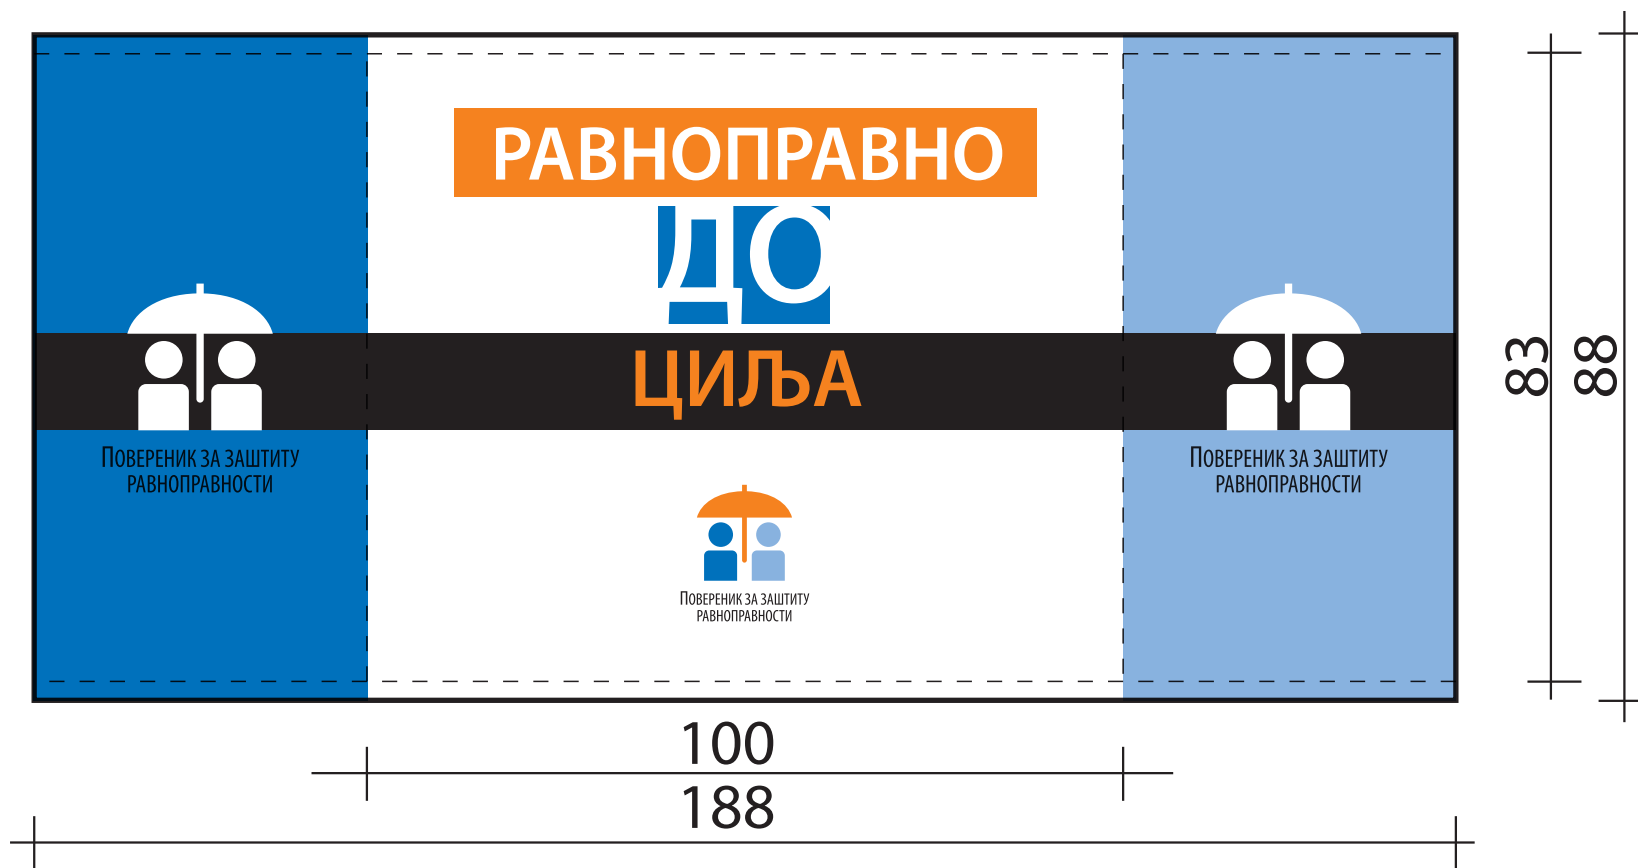 РАВНОПРАВНО
ДО
ЦИЉА
ПОВЕРЕНИК ЗА ЗАШТИТУ
РАВНОПРАВНОСТИ
ПОВЕРЕНИК ЗА ЗАШТИТУ
РАВНОПРАВНОСТИ
ПОВЕРЕНИК ЗА ЗАШТИТУ
РАВНОПРАВНОСТИ
83
88
100
188